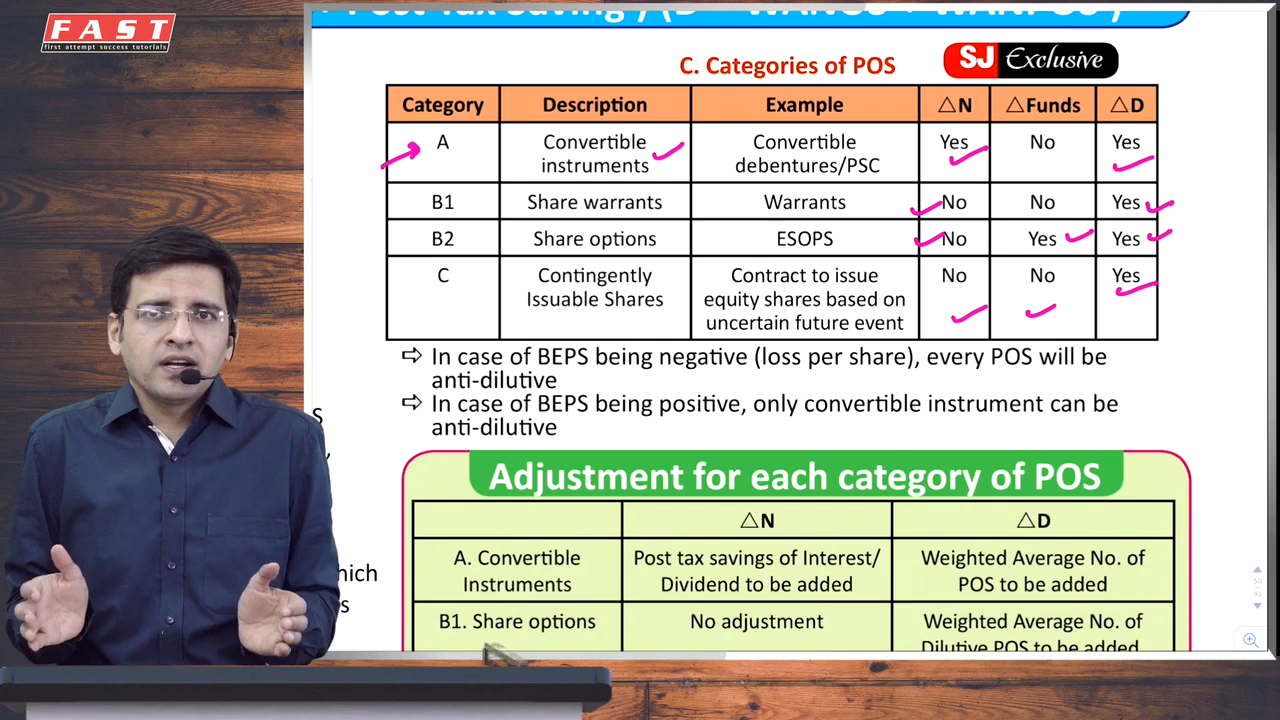 FAST
first attempt success tutorials
C. Categories of POS
SJ Exclusive
Category Description Example △N △Funds △D
A Convertible instruments Convertible debentures/PSC Yes No Yes
B1 Share warrants Warrants No No Yes
B2 Share options ESOPS No Yes Yes
C Contingently Issuable Shares Contract to issue equity shares based on uncertain future event No No Yes
⇨ In case of BEPS being negative (loss per share), every POS will be
anti-dilutive
⇨ In case of BEPS being positive, only convertible instrument can be
anti-dilutive
Adjustment for each category of POS
△N △D
A. Convertible Instruments Post tax savings of Interest/ Dividend to be added Weighted Average No. of POS to be added
B1. Share options No adjustment Weighted Average No. of Dilutive POS to be added